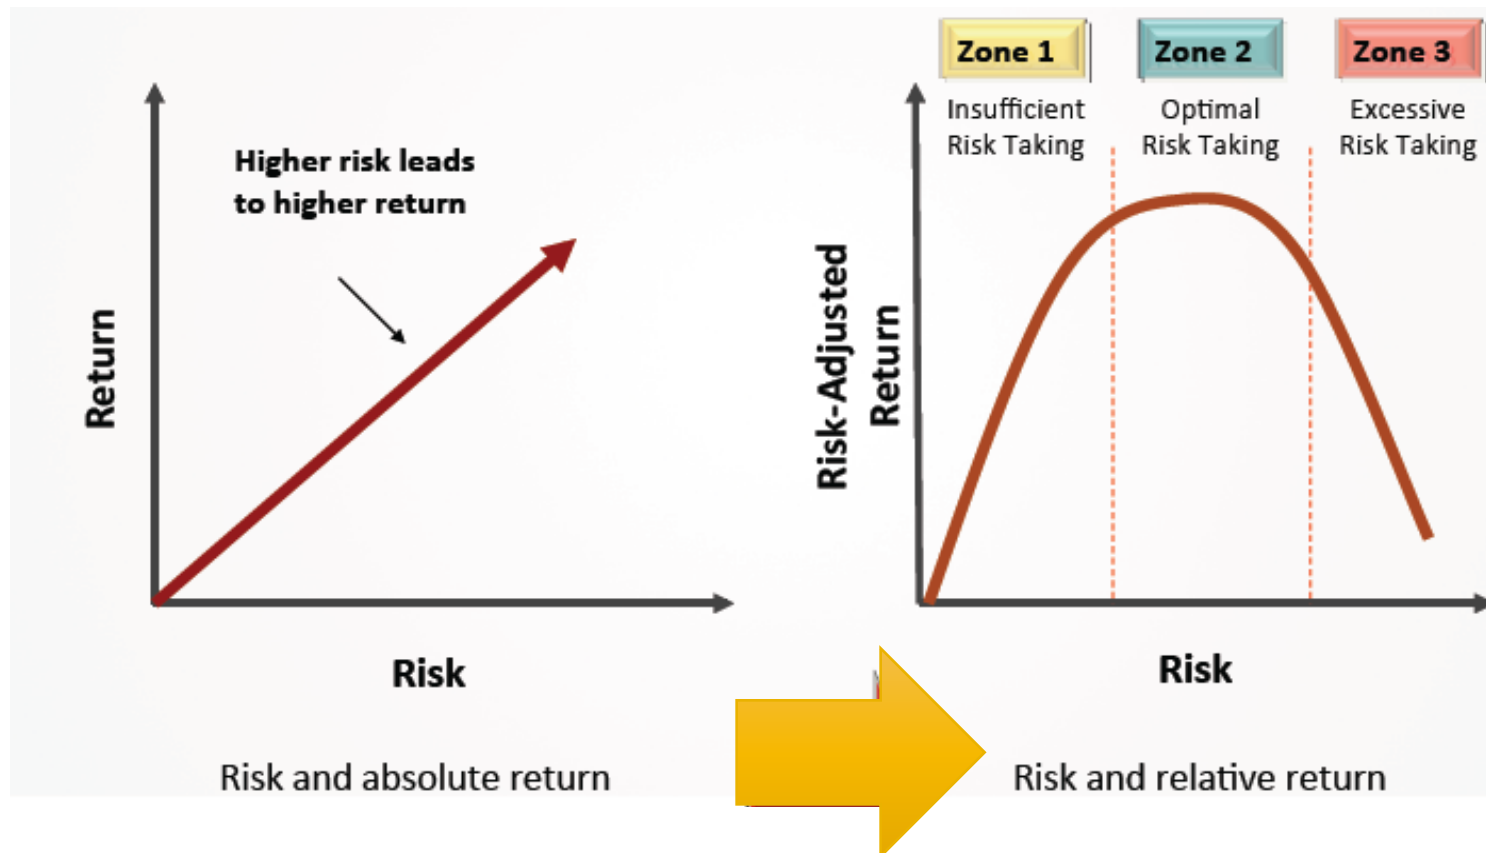 Higher risk leads
to higher return
Return
Risk
Risk and absolute return
Zone 1
Insufficient
Risk Taking
Zone 2
Optimal
Risk Taking
Zone 3
Excessive
Risk Taking
Risk-Adjusted
Return
Risk
Risk and relative return